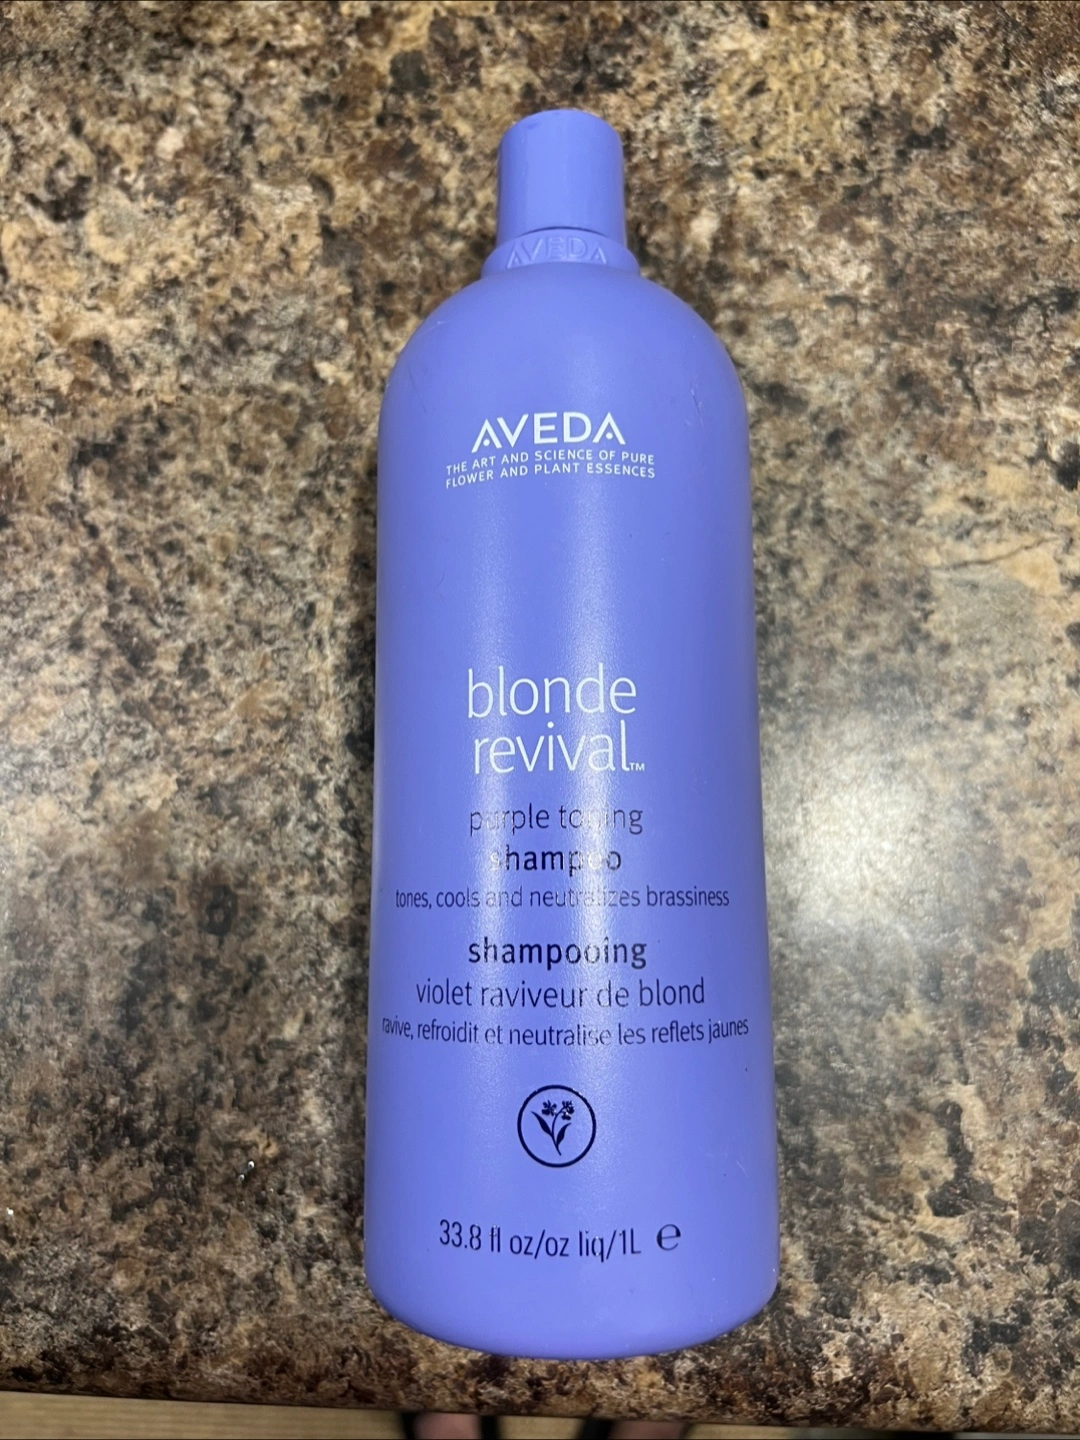 AVEDA
AVEDA
THE ART AND SCIENCE OF PURE
FLOWER AND PLANT ESSENCES
blonde
revival™
purple toning
shampoo
tones, cools and neutralizes brassiness
shampooing
violet raviveur de blond
ravive, refroidit et neutralise les reflets jaunes
33.8 fl oz/oz liq/1L ℮